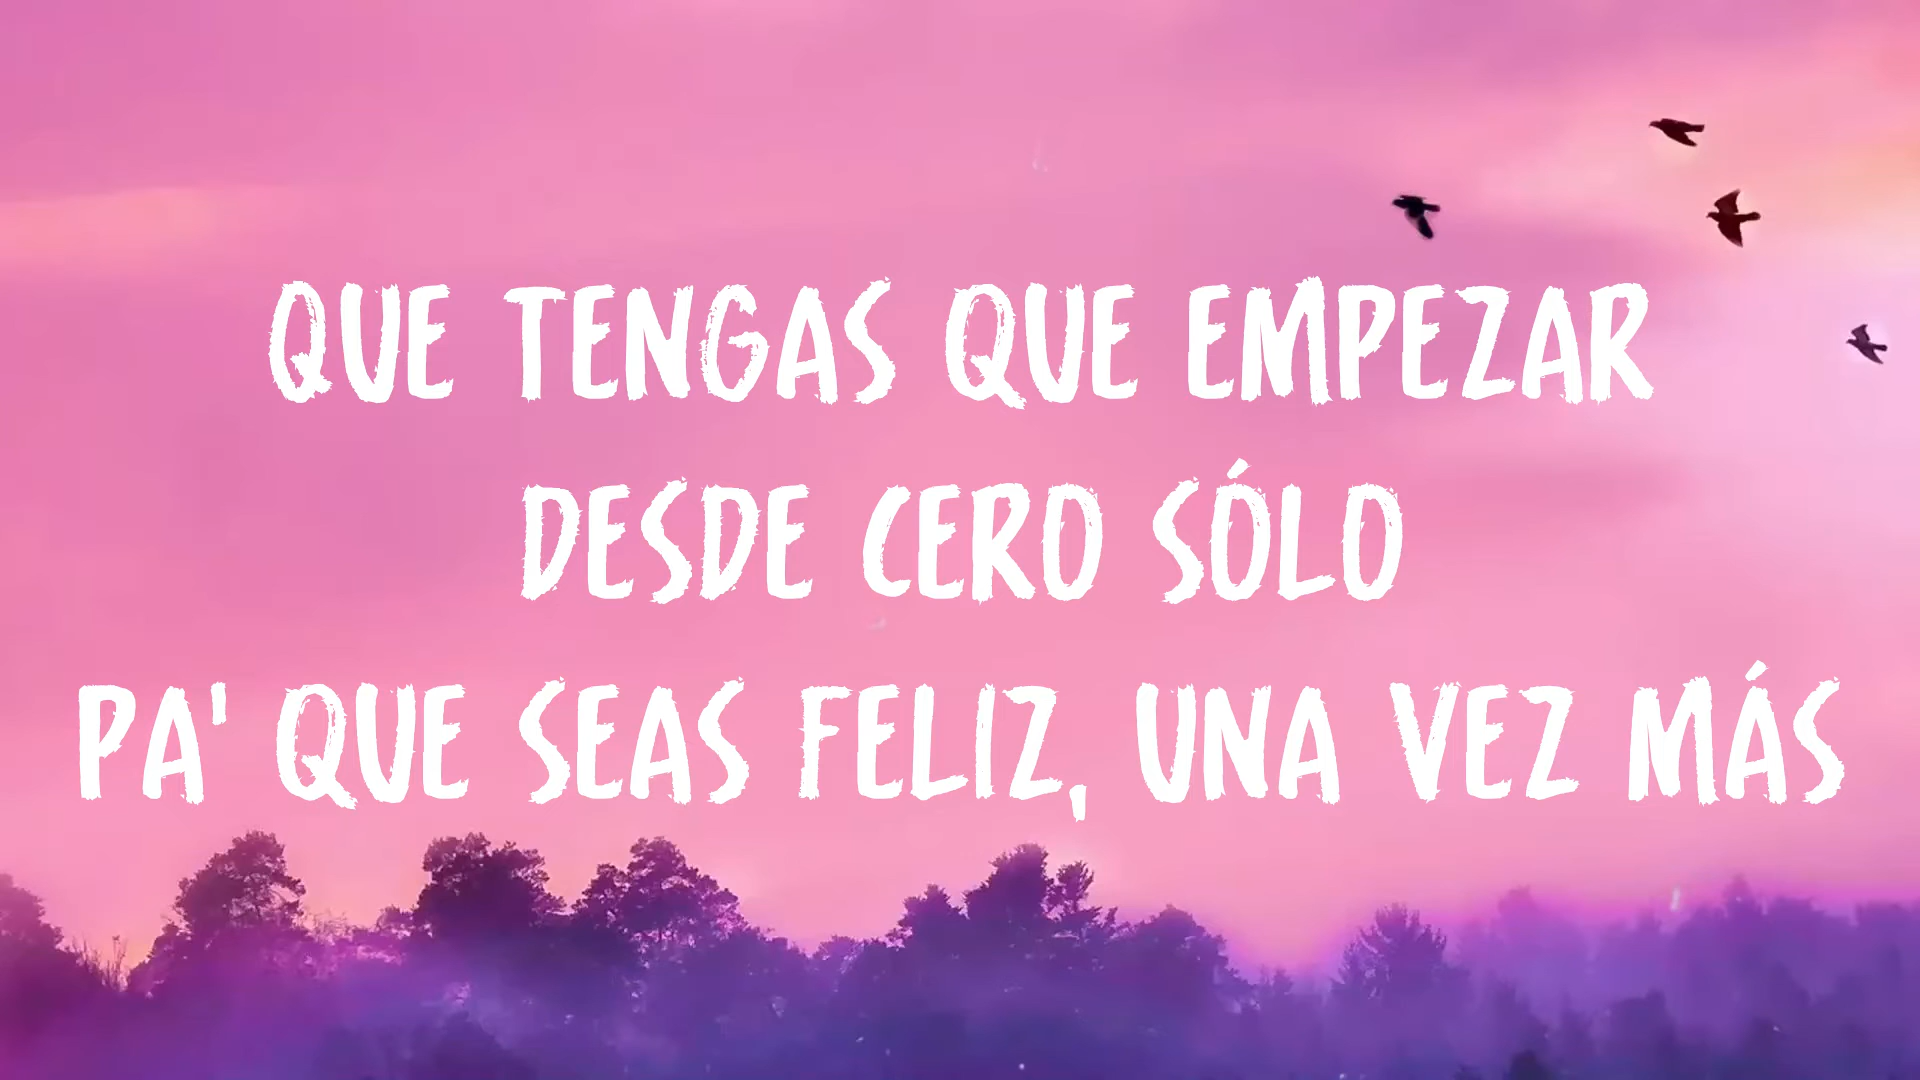 QUE TENGAS QUE EMPEZAR
DESDE CERO SÓLO
PA' QUE SEAS FELIZ, UNA VEZ MÁS